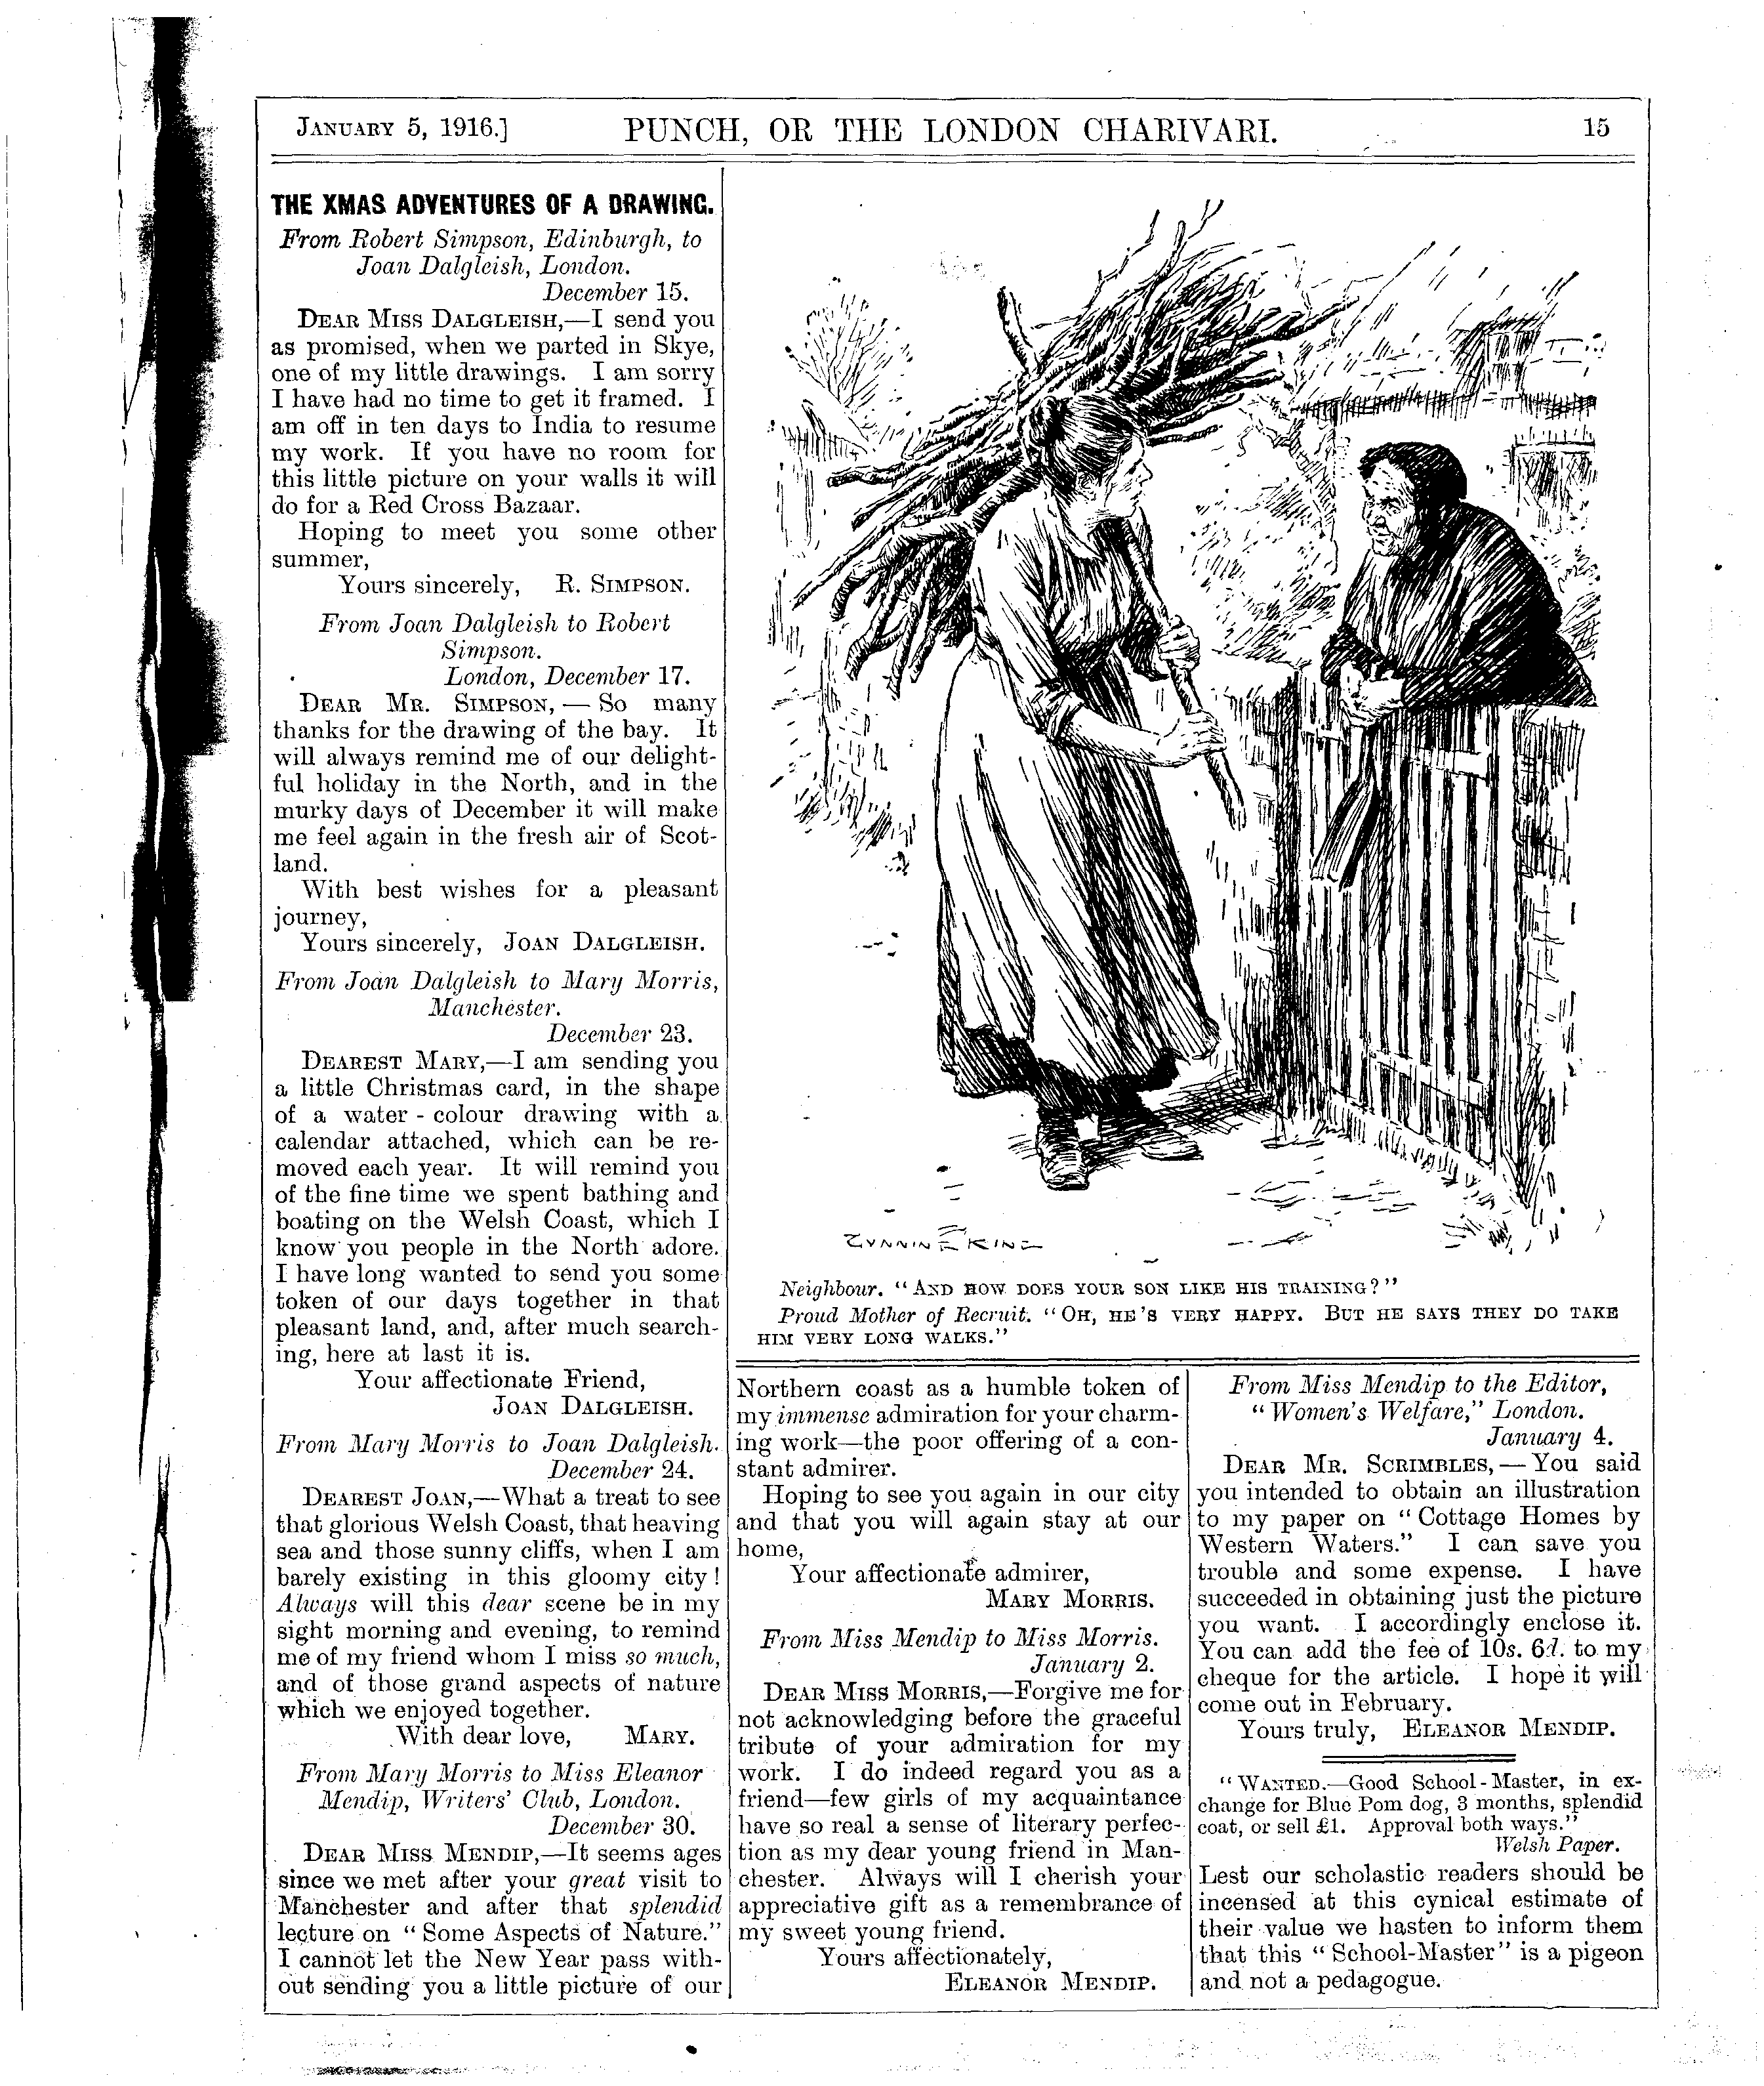 JANUARY 5, 1916.]
PUNCH, OR THE LONDON CHARIVARI.
15
THE XMAS ADVENTURES OF A DRAWING.
From Robert Simpson, Edinburgh, to
Joan Dalgleish, London.
December 15.
DEAR MISS DALGLEISH,—I send you
as promised, when we parted in Skye,
one of my little drawings. I am sorry
I have had no time to get it framed. I
am off in ten days to India to resume
my work. If you have no room for
this little picture on your walls it will
do for a Red Cross Bazaar.
Hoping to meet you some other
summer,
Yours sincerely, R. SIMPSON.
From Joan Dalgleish to Robert
Simpson.
London, December 17.
DEAR MR. SIMPSON, — So many
thanks for the drawing of the bay. It
will always remind me of our delight-
ful holiday in the North, and in the
murky days of December it will make
me feel again in the fresh air of Scot-
land.
With best wishes for a pleasant
journey,
Yours sincerely, JOAN DALGLEISH.
From Joan Dalgleish to Mary Morris,
Manchester.
December 23.
DEAREST MARY,—I am sending you
a little Christmas card, in the shape
of a water-colour drawing with a
calendar attached, which can be re-
moved each year. It will remind you
of the fine time we spent bathing and
boating on the Welsh Coast, which I
know you people in the North adore.
I have long wanted to send you some
token of our days together in that
pleasant land, and, after much search-
ing, here at last it is.
Your affectionate Friend,
JOAN DALGLEISH.
From Mary Morris to Joan Dalgleish.
December 24.
DEAREST JOAN,—What a treat to see
that glorious Welsh Coast, that heaving
sea and those sunny cliffs, when I am
barely existing in this gloomy city!
Always will this dear scene be in my
sight morning and evening, to remind
me of my friend whom I miss so much,
and of those grand aspects of nature
which we enjoyed together.
With dear love, MARY.
From Mary Morris to Miss Eleanor
Mendip, Writers' Club, London.
December 30.
DEAR MISS MENDIP,—It seems ages
since we met after your great visit to
Manchester and after that splendid
lecture on "Some Aspects of Nature."
I cannot let the New Year pass with-
out sending you a little picture of our
GUNNING KING
Neighbour. "AND HOW DOES YOUR SON LIKE HIS TRAINING?"
Proud Mother of Recruit. "OH, HE'S VERY HAPPY. BUT HE SAYS THEY DO TAKE
HIM VERY LONG WALKS."
Northern coast as a humble token of
my immense admiration for your charm-
ing work—the poor offering of a con-
stant admirer.
Hoping to see you again in our city
and that you will again stay at our
home,
Your affectionate admirer,
MARY MORRIS.
From Miss Mendip to Miss Morris.
January 2.
DEAR MISS MORRIS,—Forgive me for
not acknowledging before the graceful
tribute of your admiration for my
work. I do indeed regard you as a
friend—few girls of my acquaintance
have so real a sense of literary perfec-
tion as my dear young friend in Man-
chester. Always will I cherish your
appreciative gift as a remembrance of
my sweet young friend.
Yours affectionately,
ELEANOR MENDIP.
From Miss Mendip to the Editor,
"Women's Welfare," London.
January 4.
DEAR MR. SCRIMBLES,—You said
you intended to obtain an illustration
to my paper on "Cottage Homes by
Western Waters." I can save you
trouble and some expense. I have
succeeded in obtaining just the picture
you want. I accordingly enclose it.
You can add the fee of 10s. 6d. to my
cheque for the article. I hope it will
come out in February.
Yours truly, ELEANOR MENDIP.
"WANTED.—Good School-Master, in ex-
change for Blue Pom dog, 3 months, splendid
coat, or sell £1. Approval both ways."
Welsh Paper.
Lest our scholastic readers should be
incensed at this cynical estimate of
their value we hasten to inform them
that this "School-Master" is a pigeon
and not a pedagogue.